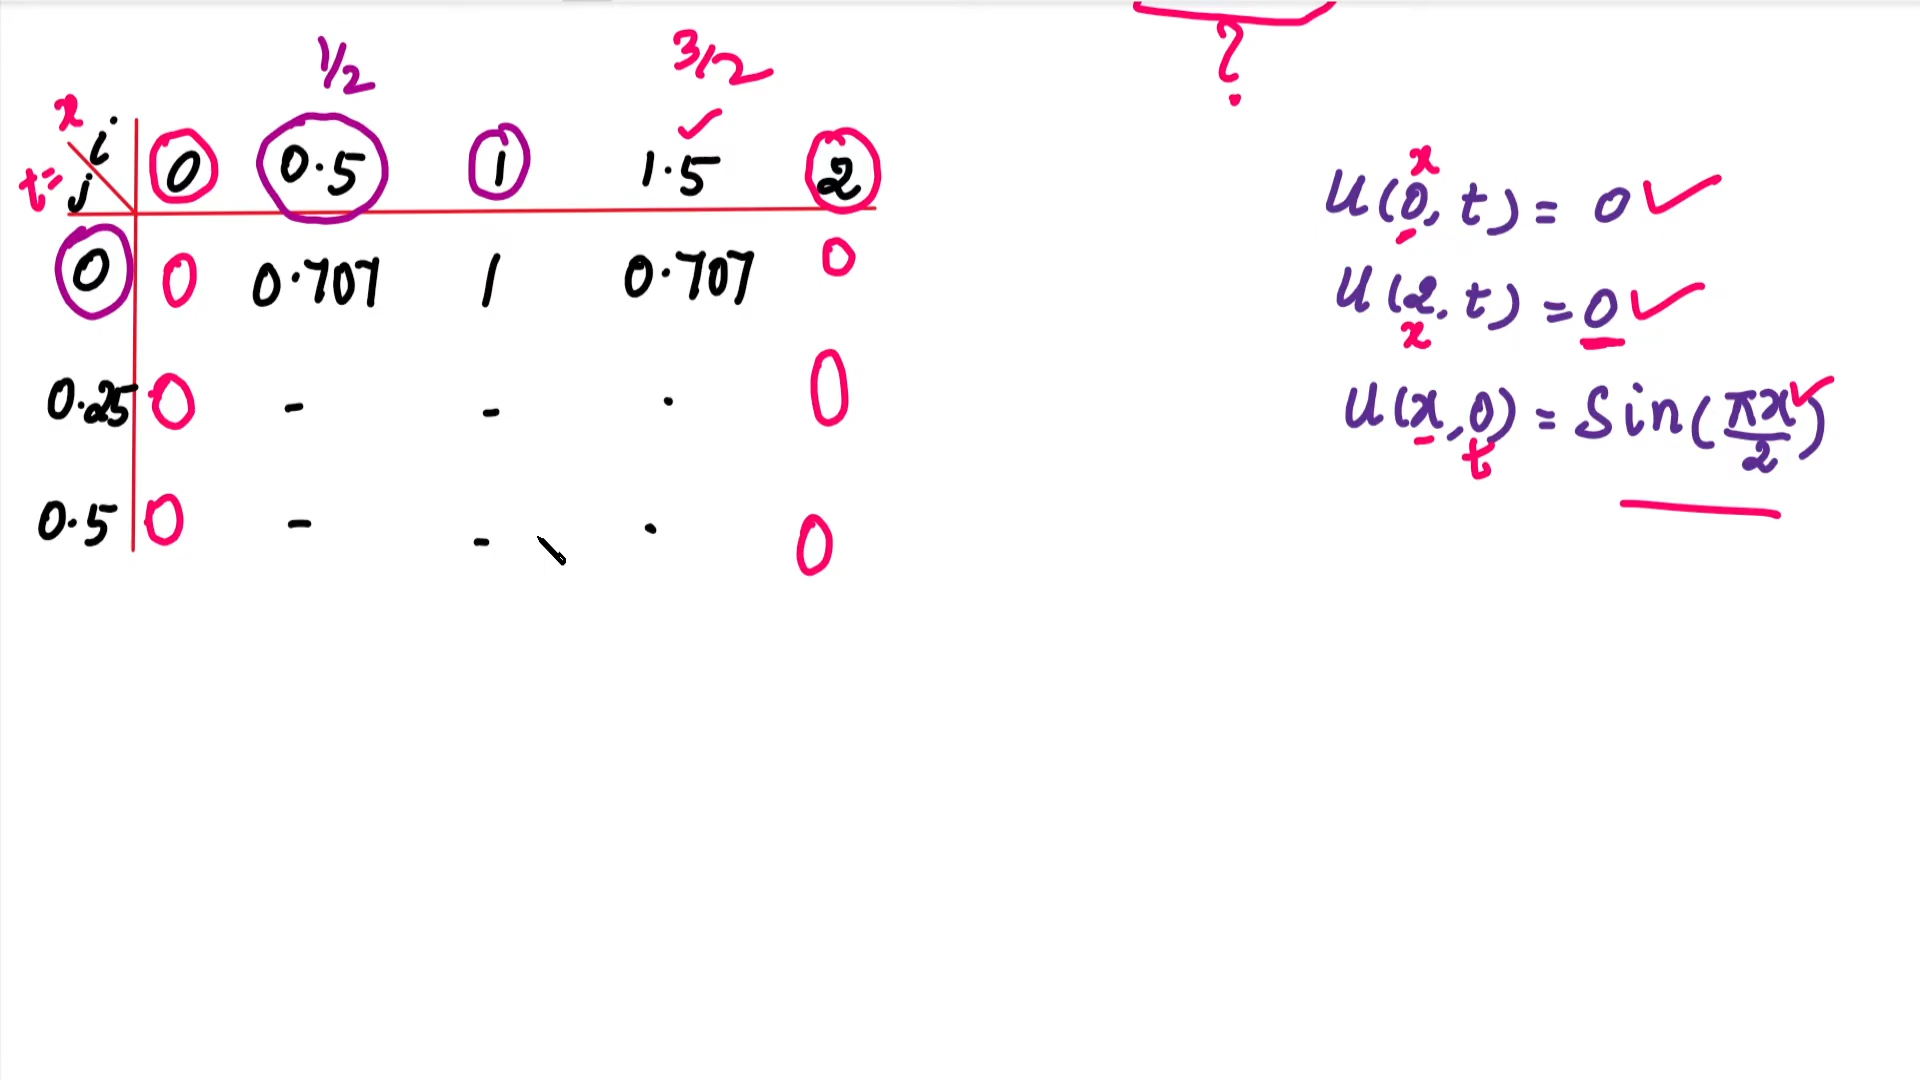 ?
1/2 3/2
x i 0 0.5 1 1.5 2
t= j
0 0 0.707 1 0.707 0
0.25 0 - - . 0
0.5 0 - - . 0
x
u(0, t) = 0 ✓
u(2, t) = 0 ✓
x
u(x, 0) = Sin(πx/2) ✓
t